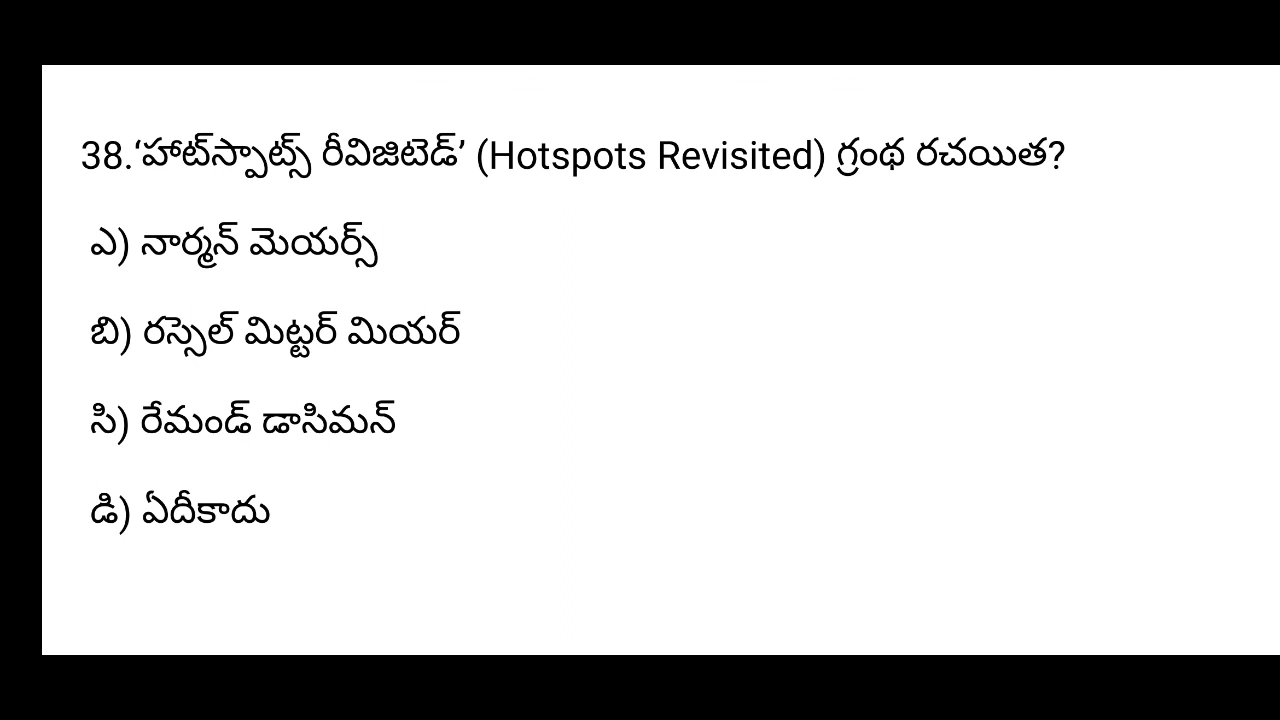 38.‘హాట్‌స్పాట్స్ రీవిజిటెడ్’ (Hotspots Revisited) గ్రంథ రచయిత?
ఎ) నార్మన్ మెయర్స్
బి) రస్సెల్ మిట్టర్ మియర్
సి) రేమండ్ డాసిమన్
డి) ఏదీకాదు